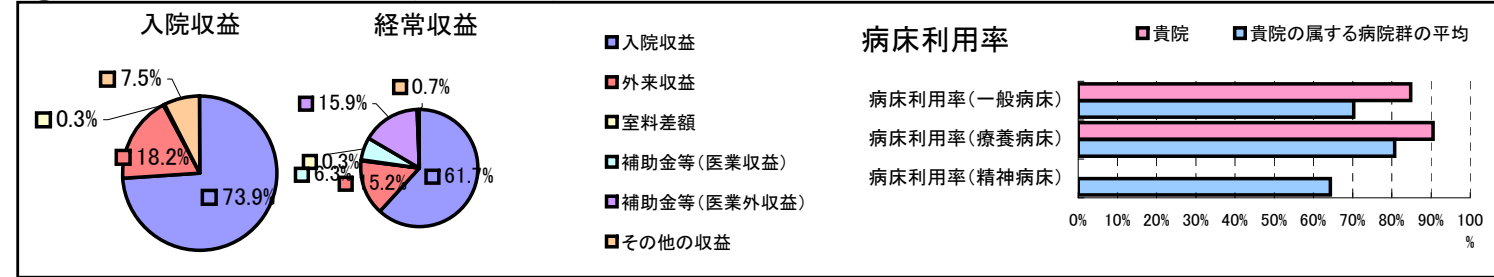 入院収益
7.5%
0.3%
18.2%
73.9%
経常収益
0.7%
15.9%
0.3%
6.3%
15.2%
61.7%
入院収益
外来収益
室料差額
補助金等(医業収益)
補助金等(医業外収益)
その他の収益
病床利用率
貴院
貴院の属する病院群の平均
病床利用率(一般病床)
病床利用率(療養病床)
病床利用率(精神病床)
0% 10% 20% 30% 40% 50% 60% 70% 80% 90% 100
%